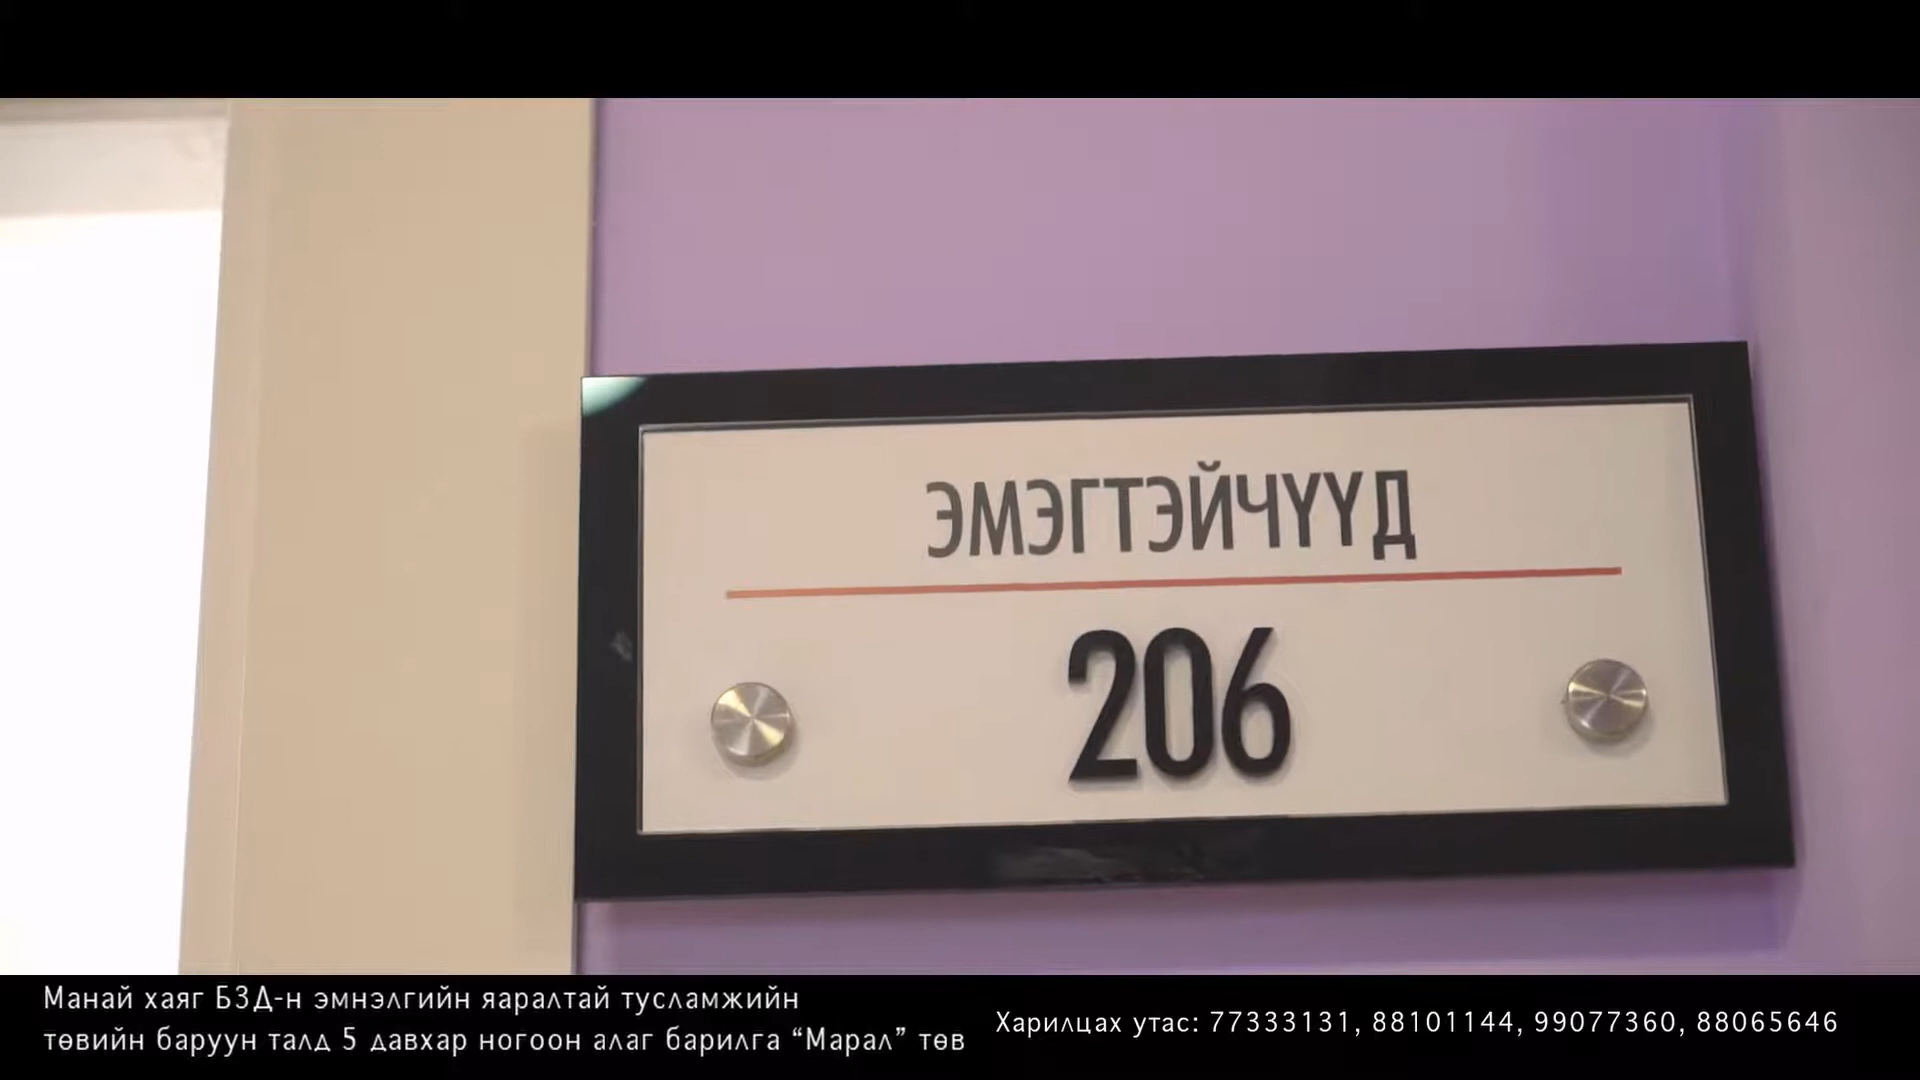 ЭМЭГТЭЙЧҮҮД
206
Манай хаяг БЗД-н эмнэлгийн яаралтай тусламжийн
төвийн баруун талд 5 давхар ногоон алаг барилга “Марал” төв
Харилцах утас: 77333131, 88101144, 99077360, 88065646